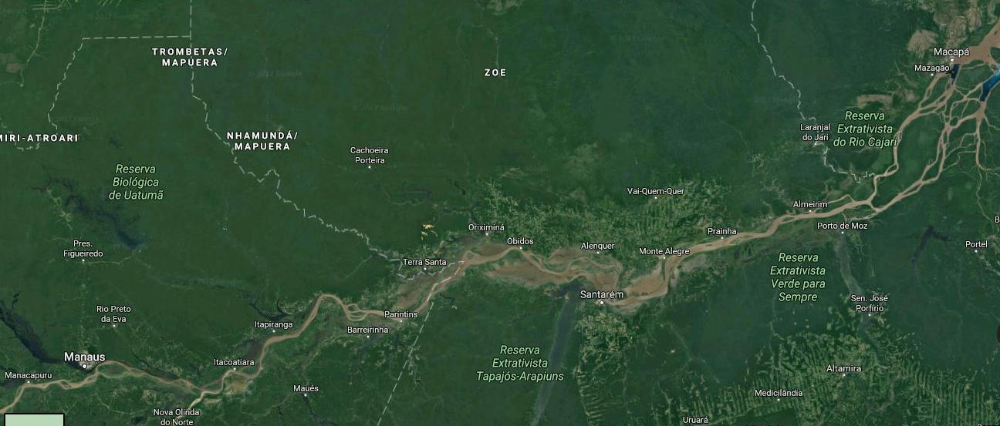 © 2017 Google
TROMBETAS/
MAPUERA
ZOE
Macapá
Mazagão
MIRI-ATROARI
NHAMUNDÁ/
MAPUERA
Cachoeira
Porteira
Laranjal
do Jari
Reserva
Extrativista
do Rio Cajari
Reserva
Biológica
de Uatumã
Vai-Quem-Quer
Almeirim
Oriximiná
Prainha
Porto de Moz
Óbidos
Alenquer
Monte Alegre
Pres.
Figueiredo
Portel
Terra Santa
Reserva
Extrativista
Verde para
Sempre
Santarém
Sen. José
Porfírio
Rio Preto
da Eva
Itapiranga
Parintins
Barreirinha
Manaus
Itacoatiara
Reserva
Extrativista
Tapajós-Arapiuns
Altamira
Manacapuru
Maués
Medicilândia
Nova Olinda
do Norte
Uruará